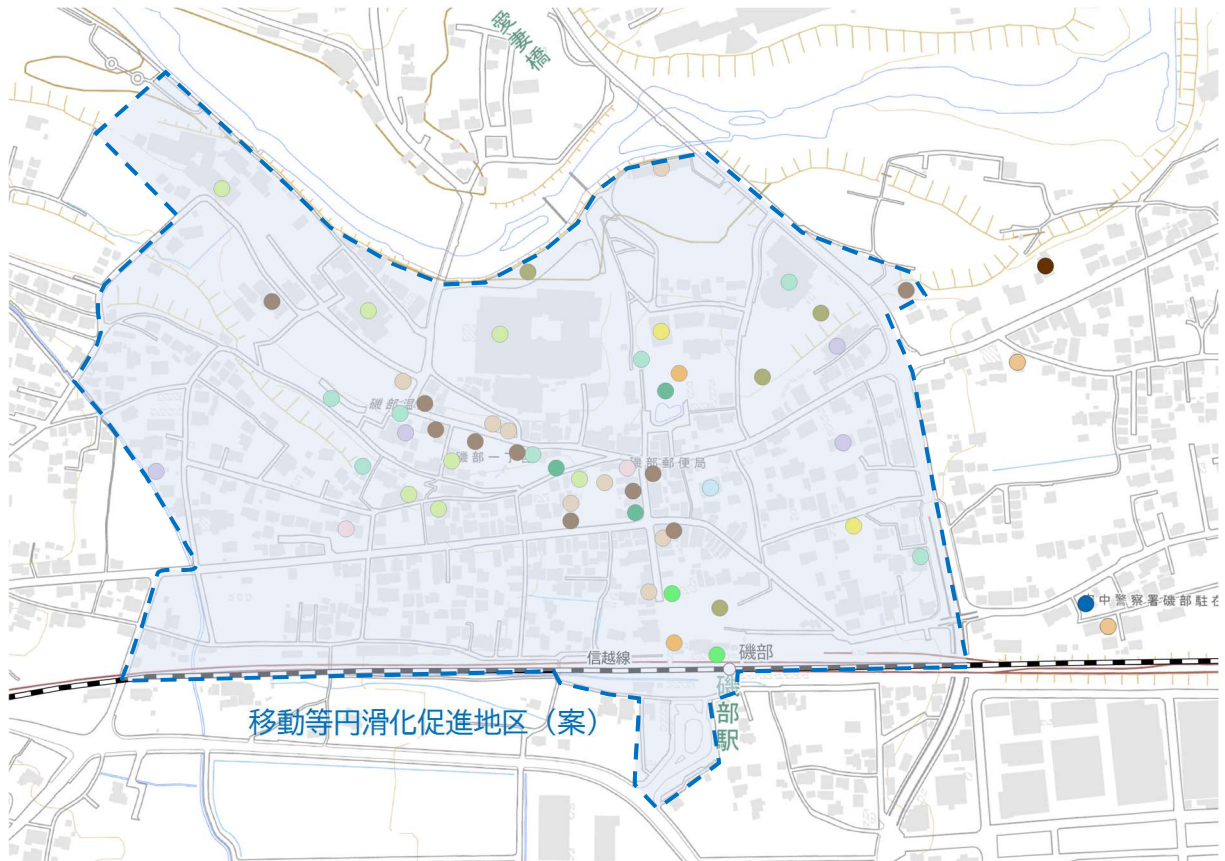 愛妻橋
磯部温
磯部一丁目
磯部郵便局
中警察署磯部駐在
信越線
磯部
磯部駅
移動等円滑化促進地区（案）